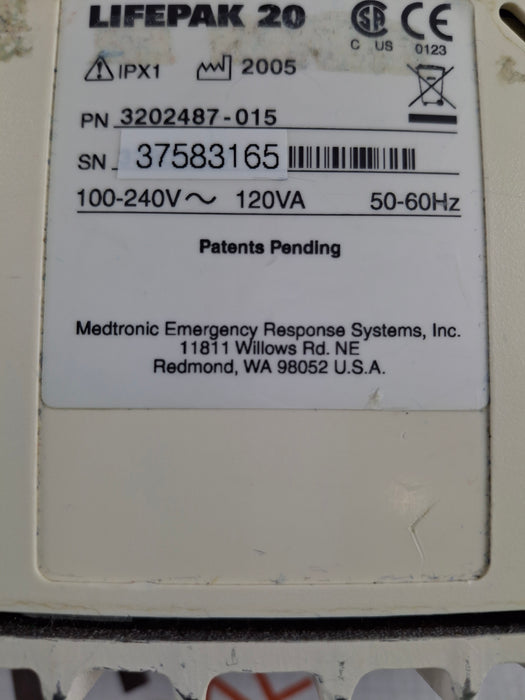 LIFEPAK 20
C US 0123
IPX1 2005
PN 3202487-015
SN 37583165
100-240V~ 120VA 50-60Hz
Patents Pending
Medtronic Emergency Response Systems, Inc.
11811 Willows Rd. NE
Redmond, WA 98052 U.S.A.